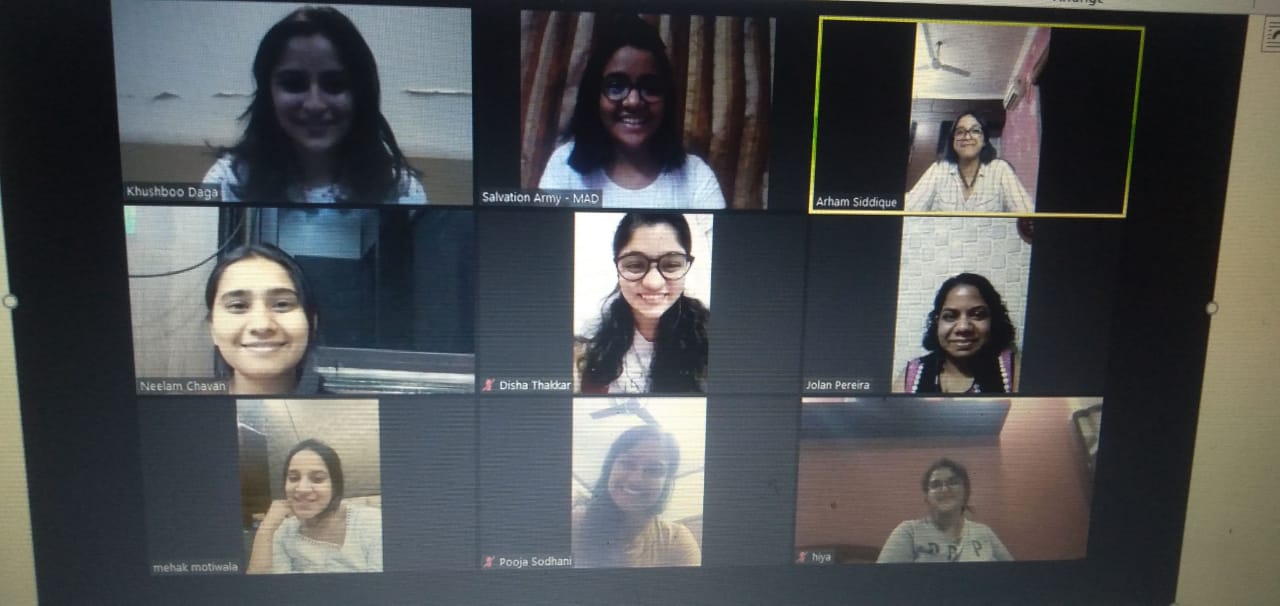 Khushboo Daga
Salvation Army - MAD
Arham Siddique
Neelam Chavan
Disha Thakkar
Jolan Pereira
mehak motiwala
Pooja Sodhani
hiya